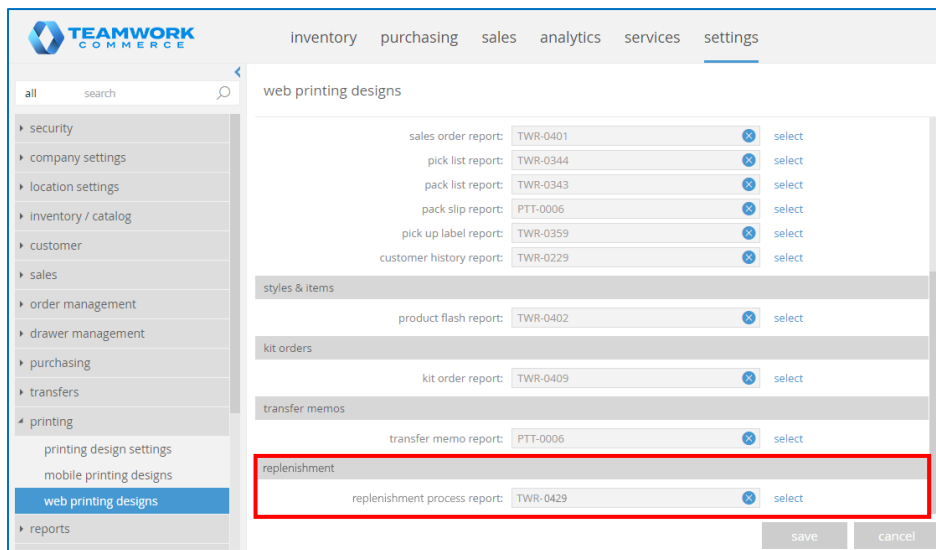 TEAMWORK
COMMERCE
inventory purchasing sales analytics services settings
all search
security
company settings
location settings
inventory / catalog
customer
sales
order management
drawer management
purchasing
transfers
printing
printing design settings
mobile printing designs
web printing designs
reports
web printing designs
sales order report: TWR-0401 select
pick list report: TWR-0344 select
pack list report: TWR-0343 select
pack slip report: PTT-0006 select
pick up label report: TWR-0359 select
customer history report: TWR-0229 select
styles & items
product flash report: TWR-0402 select
kit orders
kit order report: TWR-0409 select
transfer memos
transfer memo report: PTT-0006 select
replenishment
replenishment process report: TWR-0429 select
save cancel